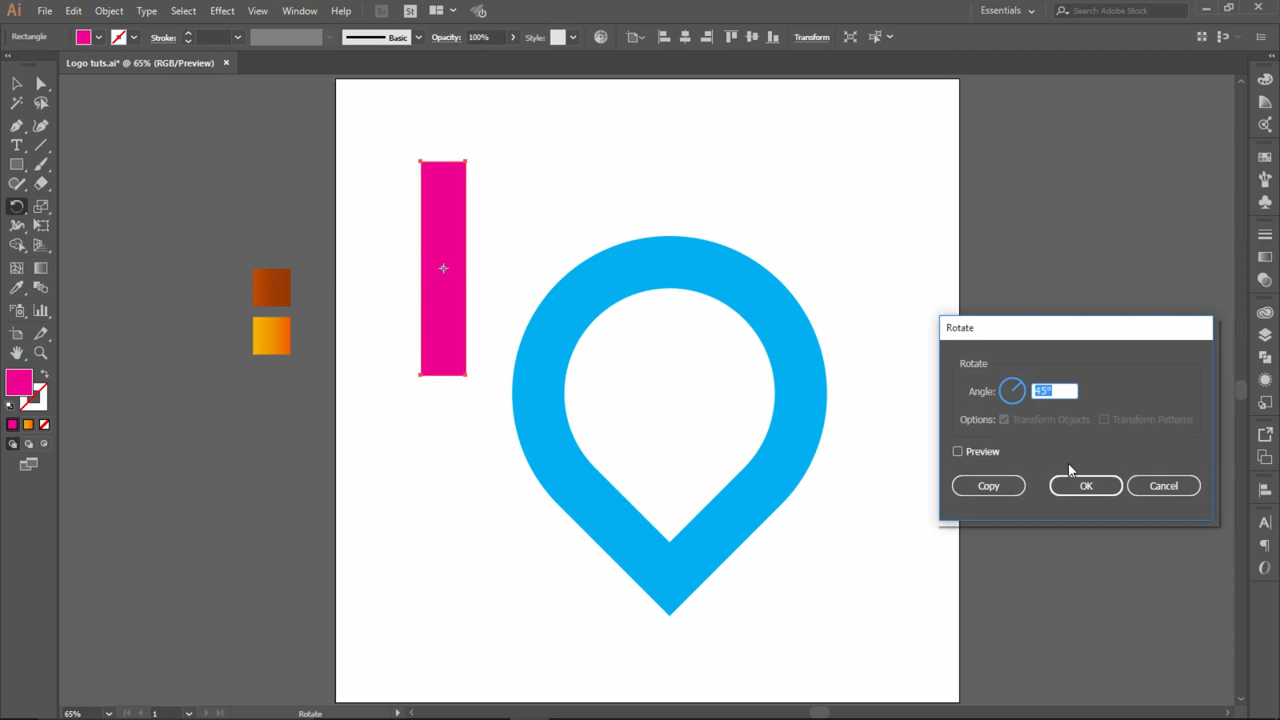 Ai File Edit Object Type Select Effect View Window Help Br St Essentials Search Adobe Stock
Rectangle Stroke: Basic Opacity: 100% Style: Transform
Logo tuts.ai* @ 65% (RGB/Preview) ×
Rotate
Rotate
Angle: 45°
Options: Transform Objects Transform Patterns
Preview
Copy OK Cancel
65% 1 Rotate